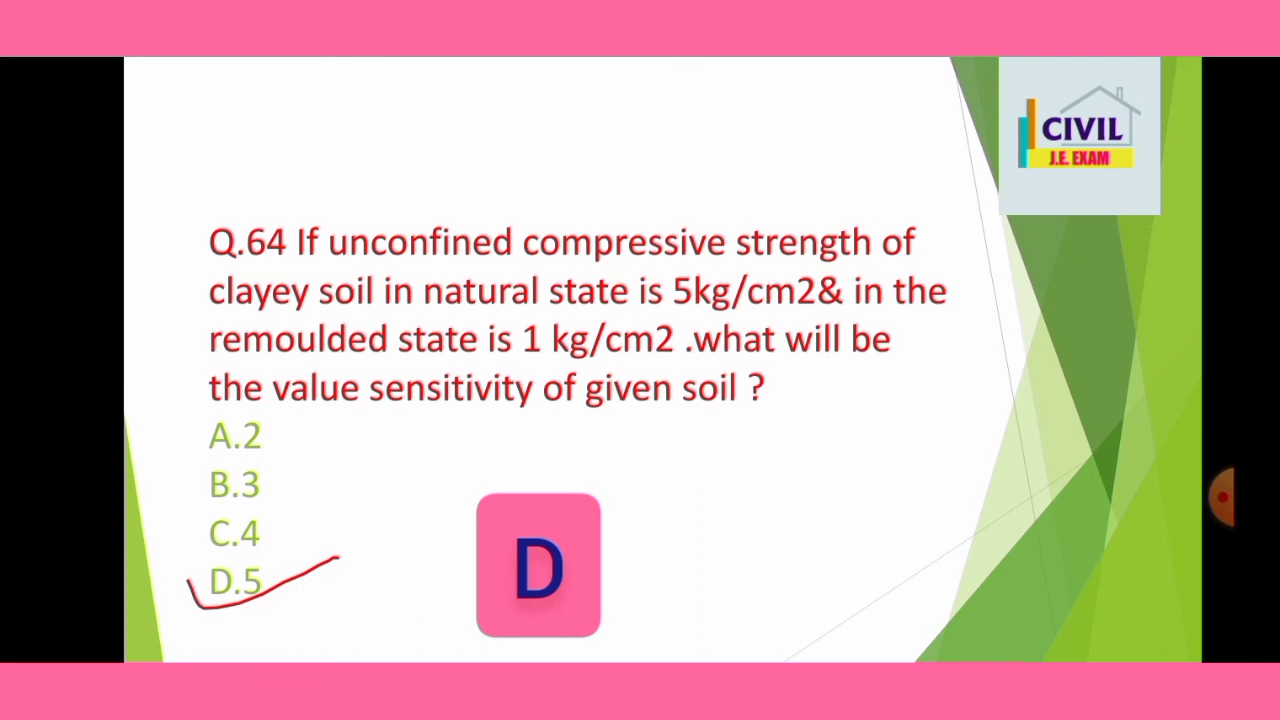 CIVIL
J.E. EXAM
Q.64 If unconfined compressive strength of
clayey soil in natural state is 5kg/cm2& in the
remoulded state is 1 kg/cm2 .what will be
the value sensitivity of given soil ?
A.2
B.3
C.4
D.5
D